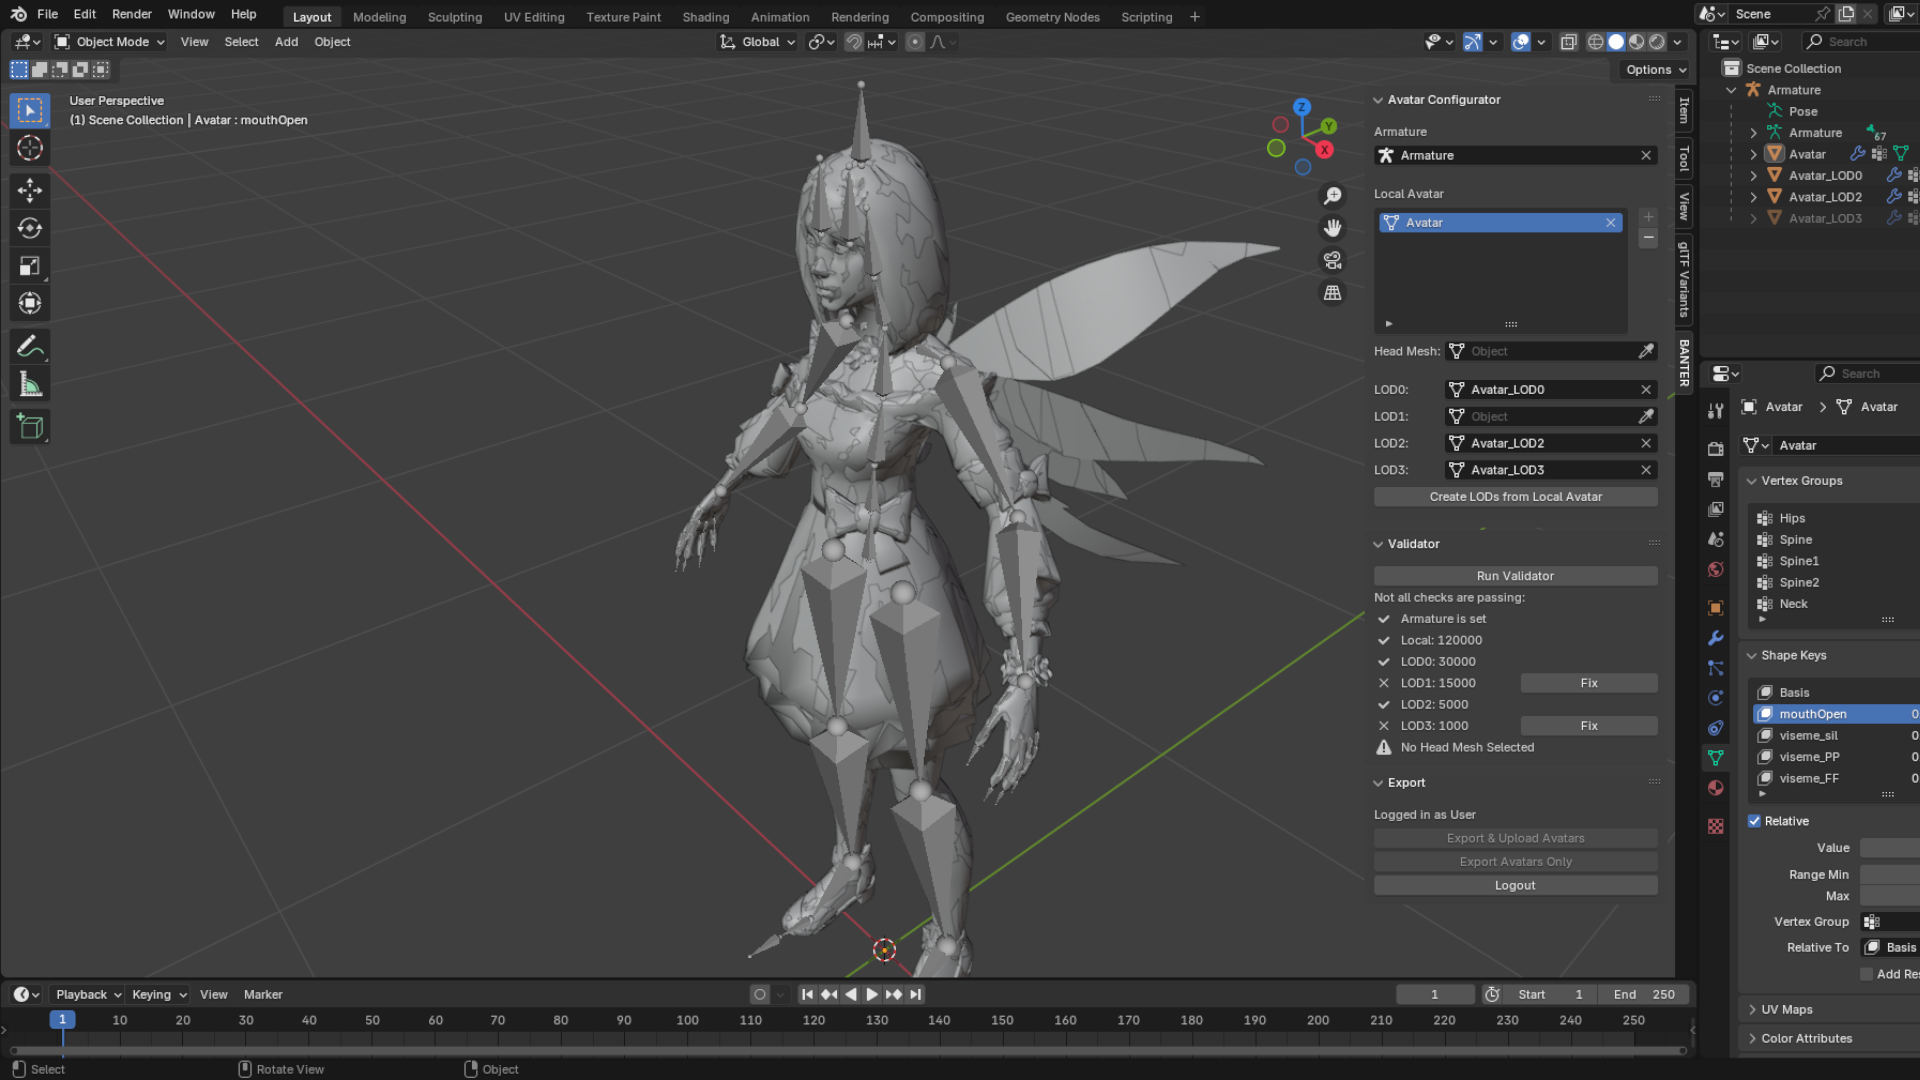 File Edit Render Window Help Layout Modeling Sculpting UV Editing Texture Paint Shading Animation Rendering Compositing Geometry Nodes Scripting + Scene
Object Mode View Select Add Object Global Search
Options
User Perspective
(1) Scene Collection | Avatar : mouthOpen
Z
Y
X
Avatar Configurator
Armature
Armature
Local Avatar
Avatar
Head Mesh: Object
LOD0: Avatar_LOD0
LOD1: Object
LOD2: Avatar_LOD2
LOD3: Avatar_LOD3
Create LODs from Local Avatar
Validator
Run Validator
Not all checks are passing:
Armature is set
Local: 120000
LOD0: 30000
LOD1: 15000 Fix
LOD2: 5000
LOD3: 1000 Fix
No Head Mesh Selected
Export
Logged in as User
Export & Upload Avatars
Export Avatars Only
Logout
Item
Tool
View
glTF Variants
BANTER
Scene Collection
Armature
Pose
Armature 67
Avatar
Avatar_LOD0
Avatar_LOD2
Avatar_LOD3
Search
Avatar > Avatar
Avatar
Vertex Groups
Hips
Spine
Spine1
Spine2
Neck
Shape Keys
Basis
mouthOpen 0
viseme_sil 0
viseme_PP 0
viseme_FF 0
Relative
Value
Range Min
Max
Vertex Group
Relative To Basis
Add Res
UV Maps
Color Attributes
Playback Keying View Marker 1 Start 1 End 250
1 10 20 30 40 50 60 70 80 90 100 110 120 130 140 150 160 170 180 190 200 210 220 230 240 250
Select Rotate View Object